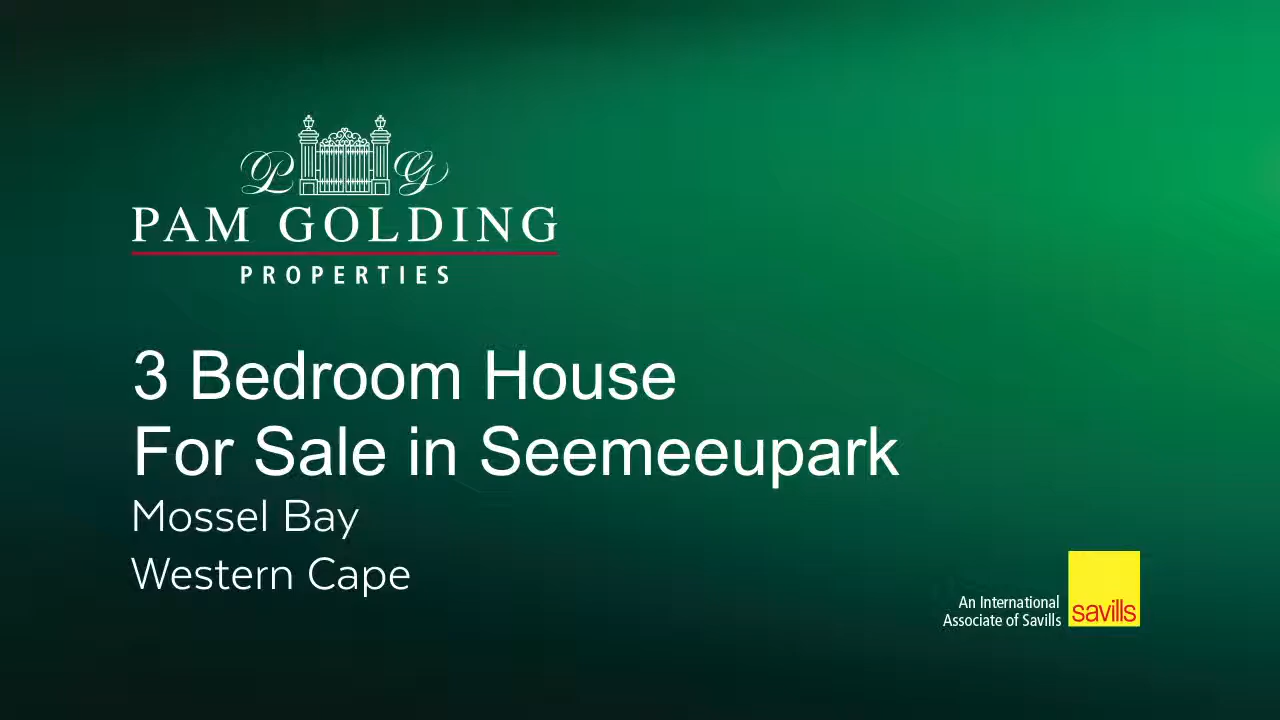 P G
PAM GOLDING
PROPERTIES
3 Bedroom House
For Sale in Seemeeupark
Mossel Bay
Western Cape
An International
Associate of Savills
savills